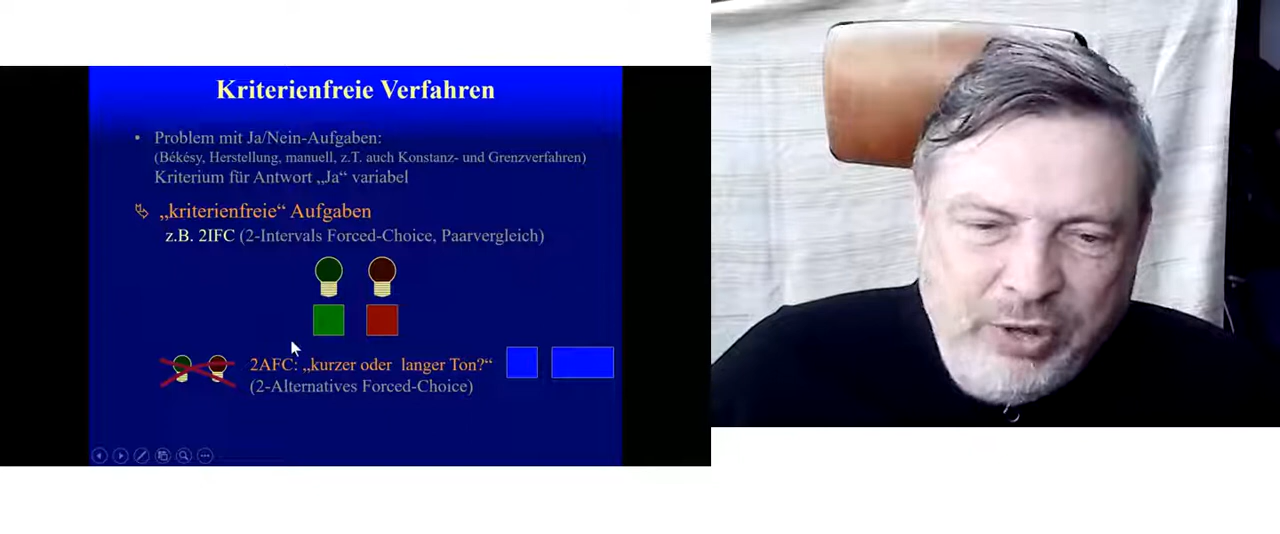 Kriterienfreie Verfahren
• Problem mit Ja/Nein-Aufgaben:
(Békésy, Herstellung, manuell, z.T. auch Konstanz- und Grenzverfahren)
Kriterium für Antwort „Ja“ variabel
„kriterienfreie“ Aufgaben
z.B. 2IFC (2-Intervals Forced-Choice, Paarvergleich)
2AFC: „kurzer oder langer Ton?“
(2-Alternatives Forced-Choice)